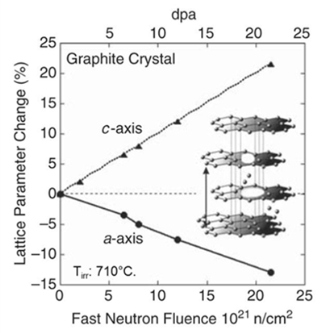 dpa
5 10 15 20 25
25
20
15
10
5
0
−5
−10
−15
Lattice Parameter Change (%)
Graphite Crystal
c-axis
a-axis
Tirr: 710°C.
0 5 10 15 20 25
Fast Neutron Fluence 10²¹ n/cm²